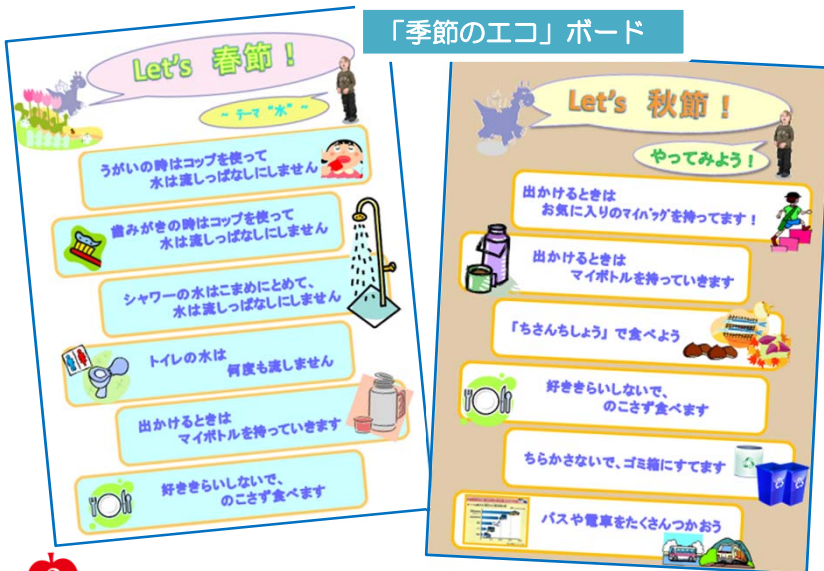 「季節のエコ」ボード
Let's 春節！
～ テーマ “水” ～
うがいの時はコップを使って
水は流しっぱなしにしません
歯みがきの時はコップを使って
水は流しっぱなしにしません
シャワーの水はこまめにとめて、
水は流しっぱなしにしません
トイレの水は
何度も流しません
出かけるときは
マイボトルを持っていきます
好ききらいしないで、
のこさず食べます
Let's 秋節！
やってみよう！
出かけるときは
お気に入りのマイバッグを持ってます！
出かけるときは
マイボトルを持っていきます
「ちさんちしょう」で食べよう
好ききらいしないで、
のこさず食べます
ちらかさないで、ゴミ箱にすてます
バスや電車をたくさんつかおう